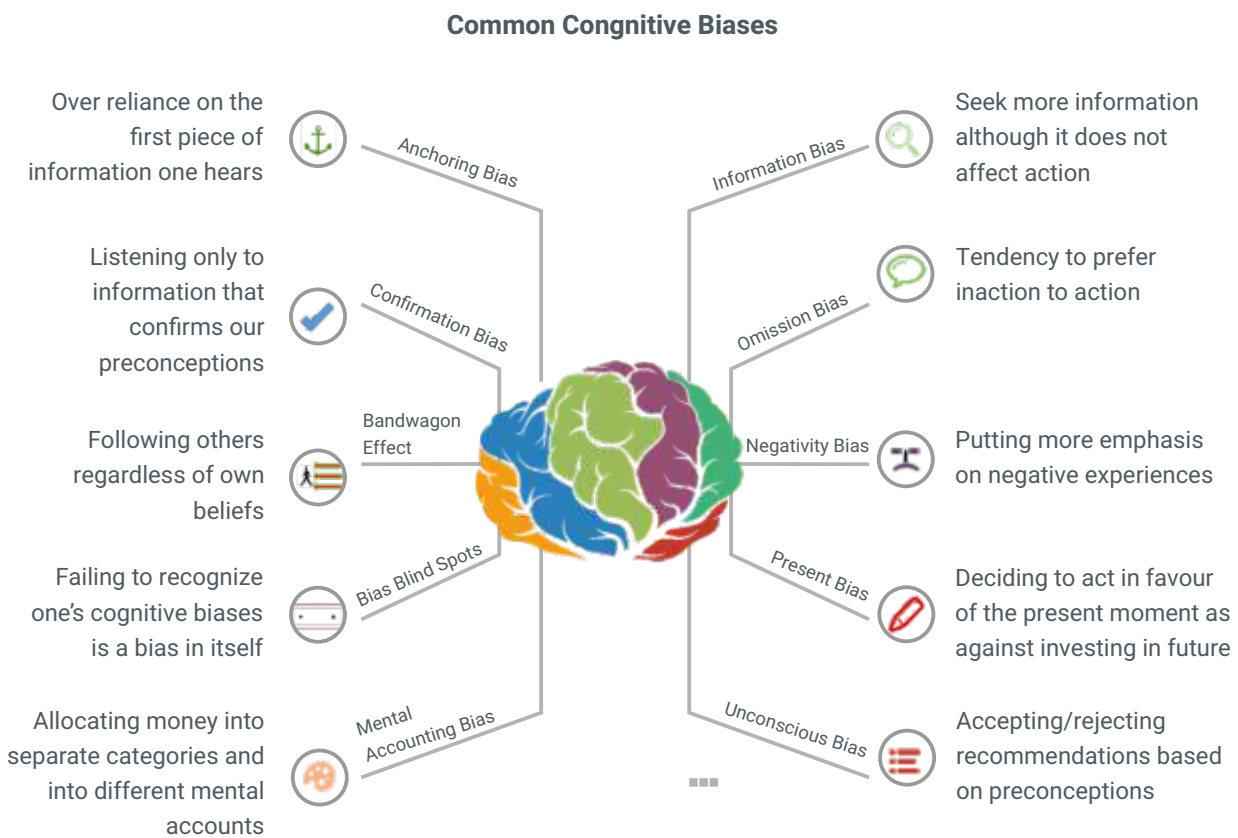 Common Congnitive Biases
Over reliance on the
first piece of
information one hears
Anchoring Bias
Listening only to
information that
confirms our
preconceptions
Confirmation Bias
Following others
regardless of own
beliefs
Bandwagon
Effect
Failing to recognize
one’s cognitive biases
is a bias in itself
Bias Blind Spots
Allocating money into
separate categories and
into different mental
accounts
Mental
Accounting Bias
Information Bias
Seek more information
although it does not
affect action
Omission Bias
Tendency to prefer
inaction to action
Negativity Bias
Putting more emphasis
on negative experiences
Present Bias
Deciding to act in favour
of the present moment as
against investing in future
Unconscious Bias
Accepting/rejecting
recommendations based
on preconceptions